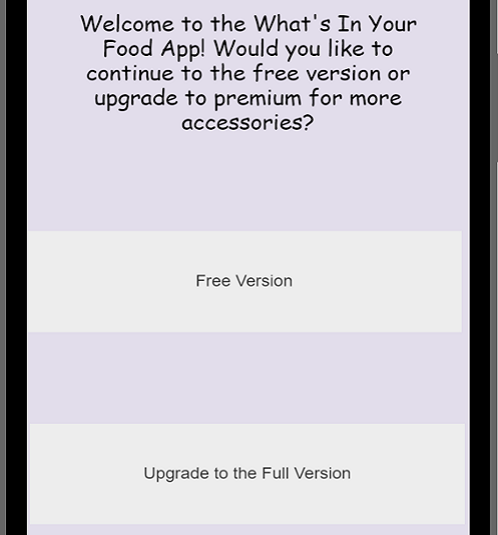 Welcome to the What's In Your
Food App! Would you like to
continue to the free version or
upgrade to premium for more
accessories?
Free Version
Upgrade to the Full Version